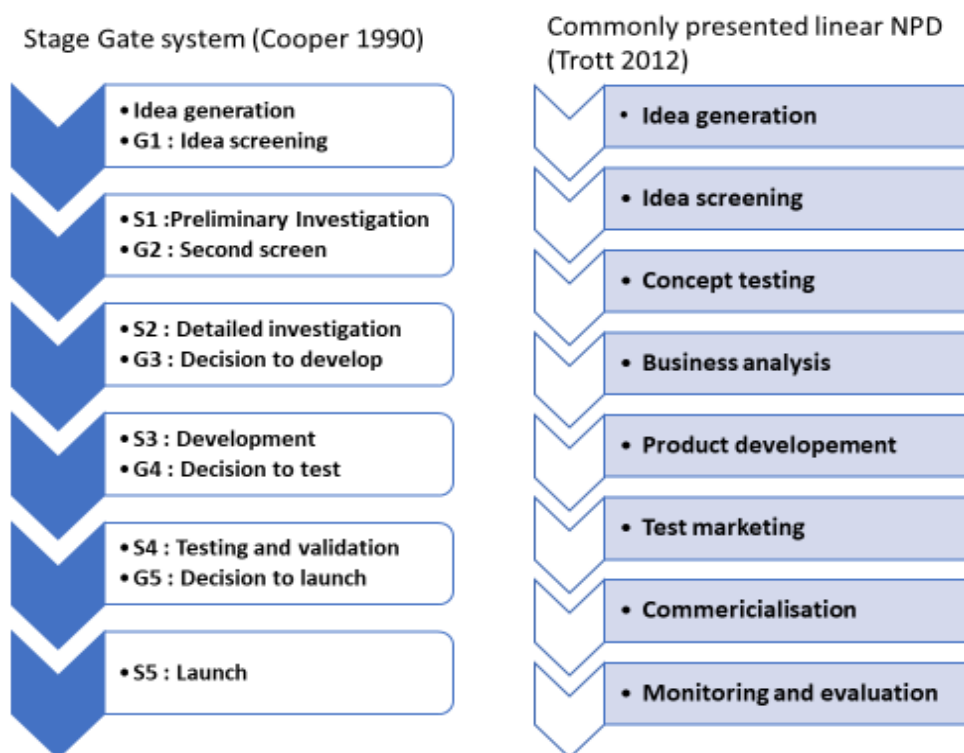 Stage Gate system (Cooper 1990)
• Idea generation
• G1 : Idea screening
• S1 :Preliminary Investigation
• G2 : Second screen
• S2 : Detailed investigation
• G3 : Decision to develop
• S3 : Development
• G4 : Decision to test
• S4 : Testing and validation
• G5 : Decision to launch
• S5 : Launch
Commonly presented linear NPD
(Trott 2012)
• Idea generation
• Idea screening
• Concept testing
• Business analysis
• Product developement
• Test marketing
• Commericialisation
• Monitoring and evaluation